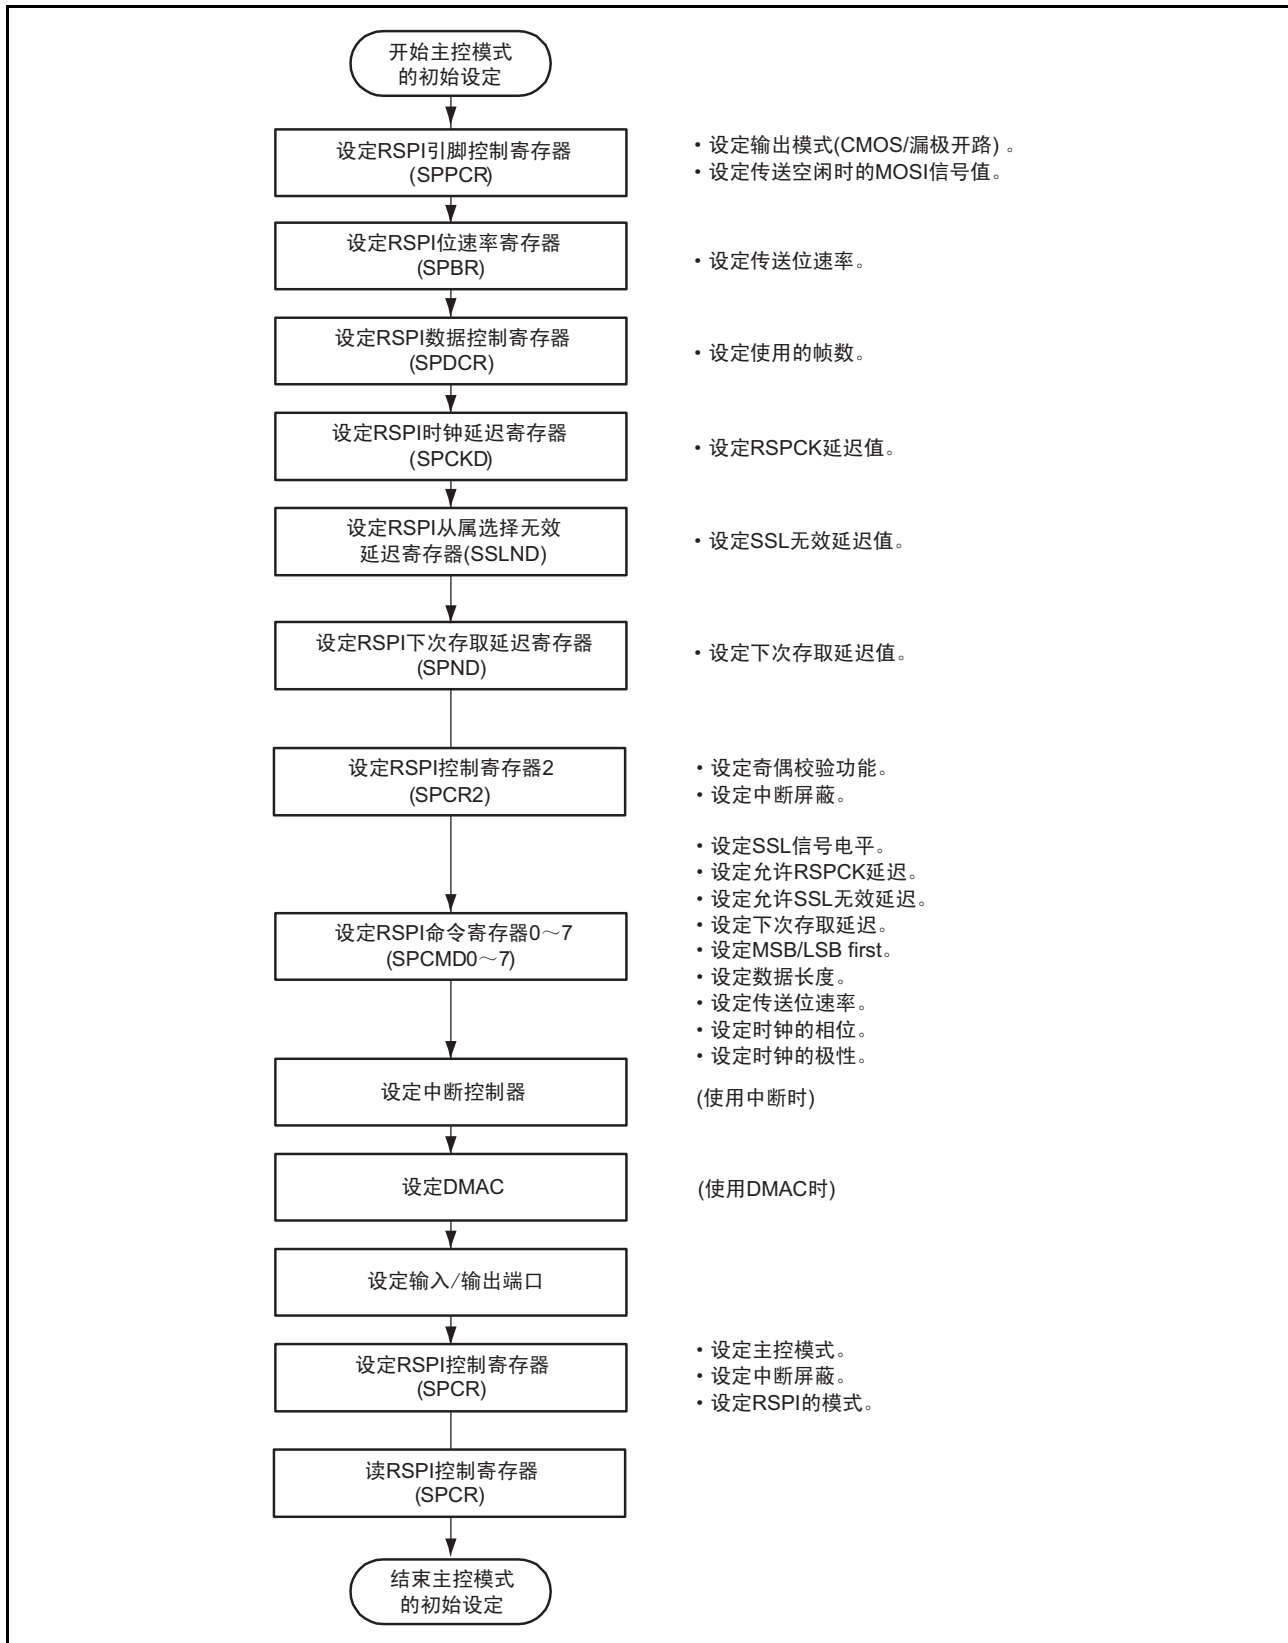 开始主控模式
的初始设定
设定RSPI引脚控制寄存器
(SPPCR)
・设定输出模式(CMOS/漏极开路) 。
・设定传送空闲时的MOSI信号值。
设定RSPI位速率寄存器
(SPBR)
・设定传送位速率。
设定RSPI数据控制寄存器
(SPDCR)
・设定使用的帧数。
设定RSPI时钟延迟寄存器
(SPCKD)
・设定RSPCK延迟值。
设定RSPI从属选择无效
延迟寄存器(SSLND)
・设定SSL无效延迟值。
设定RSPI下次存取延迟寄存器
(SPND)
・设定下次存取延迟值。
设定RSPI控制寄存器2
(SPCR2)
・设定奇偶校验功能。
・设定中断屏蔽。
设定RSPI命令寄存器0～7
(SPCMD0～7)
・设定SSL信号电平。
・设定允许RSPCK延迟。
・设定允许SSL无效延迟。
・设定下次存取延迟。
・设定MSB/LSB first。
・设定数据长度。
・设定传送位速率。
・设定时钟的相位。
・设定时钟的极性。
设定中断控制器
(使用中断时)
设定DMAC
(使用DMAC时)
设定输入/输出端口
设定RSPI控制寄存器
(SPCR)
・设定主控模式。
・设定中断屏蔽。
・设定RSPI的模式。
读RSPI控制寄存器
(SPCR)
结束主控模式
的初始设定